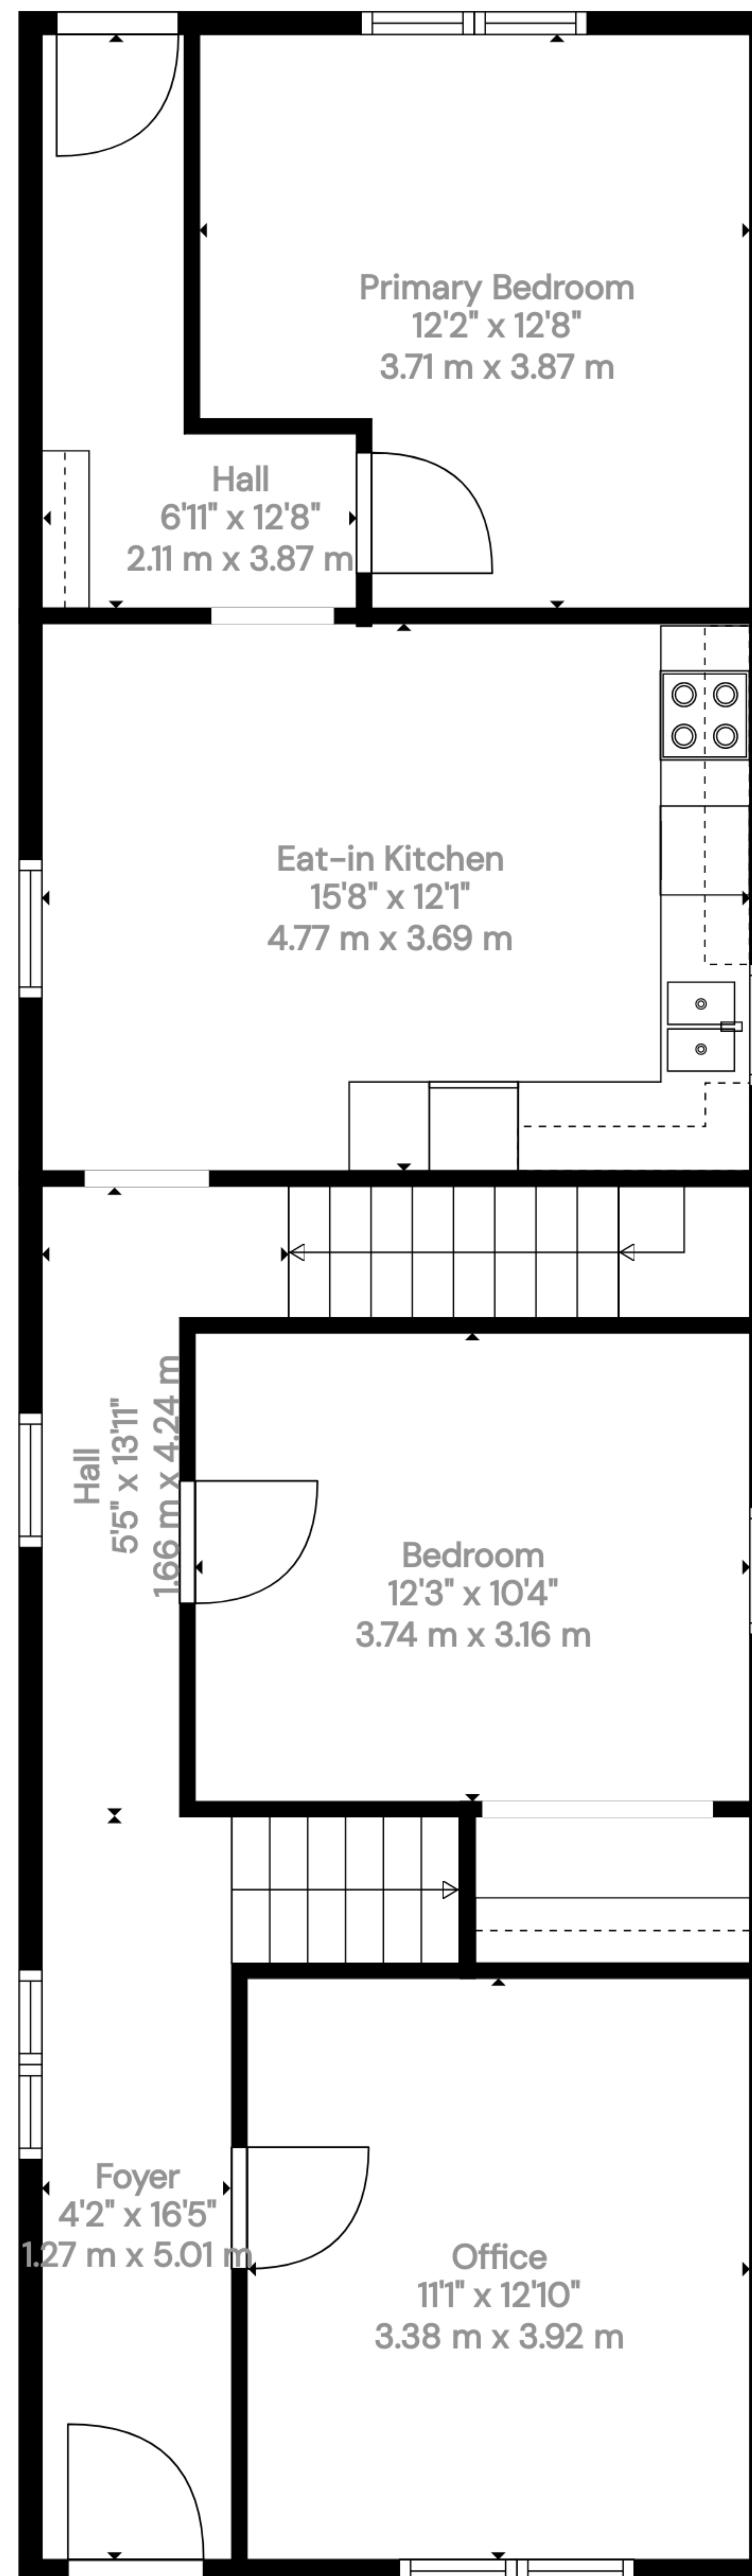 Primary Bedroom
12'2" x 12'8"
3.71 m x 3.87 m
Hall
6'11" x 12'8"
2.11 m x 3.87 m
Eat-in Kitchen
15'8" x 12'1"
4.77 m x 3.69 m
Hall
5'5" x 13'11"
1.66 m x 4.24 m
Bedroom
12'3" x 10'4"
3.74 m x 3.16 m
Foyer
4'2" x 16'5"
1.27 m x 5.01 m
Office
11'1" x 12'10"
3.38 m x 3.92 m